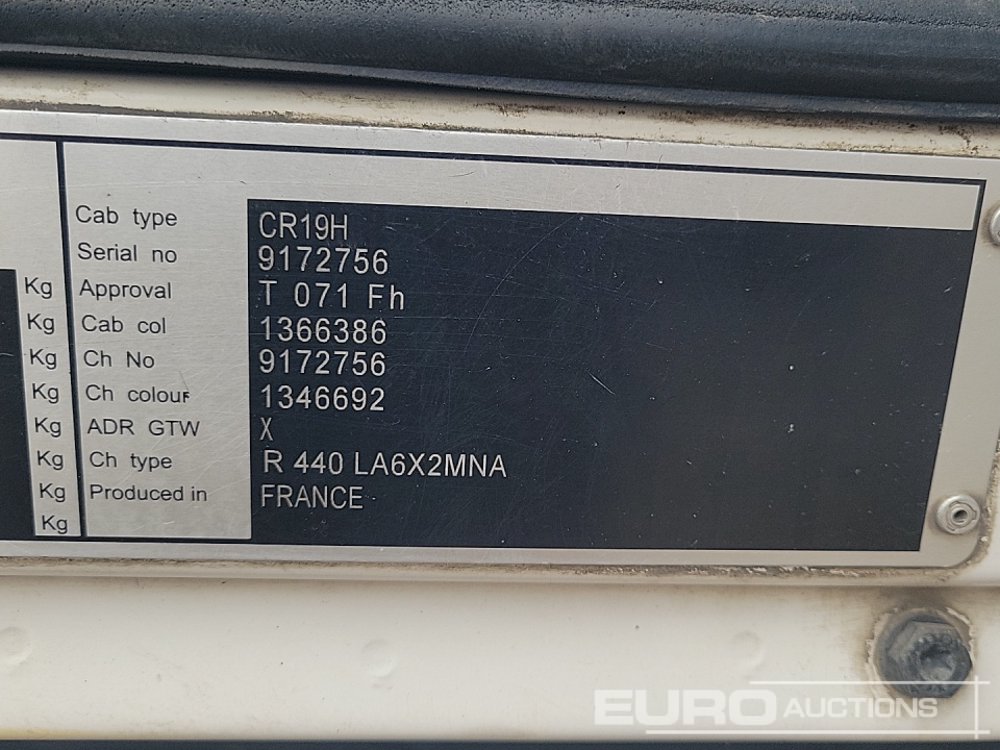 Cab type CR19H
Serial no 9172756
Kg Approval T 071 Fh
Kg Cab col 1366386
Kg Ch No 9172756
Kg Ch colour 1346692
Kg ADR GTW X
Kg Ch type R 440 LA6X2MNA
Kg Produced in FRANCE
Kg
EURO AUCTIONS